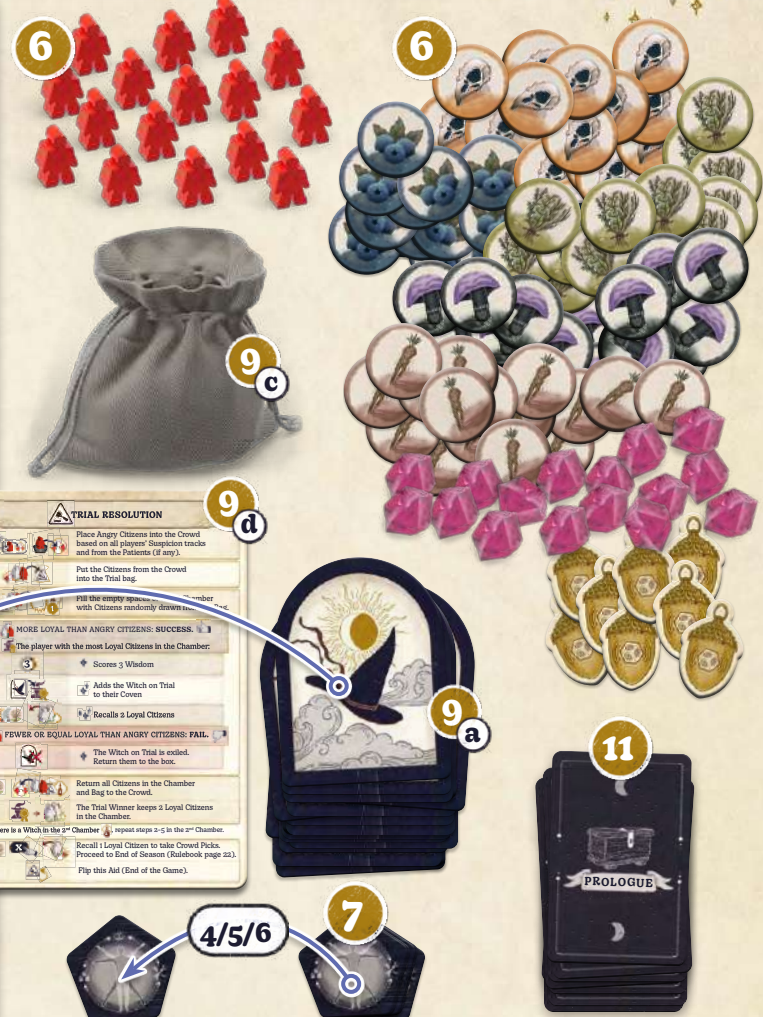 6
6
9
c
9
d
TRIAL RESOLUTION
Place Angry Citizens into the Crowd
based on all players' Suspicion tracks
and from the Patients (if any).
Put the Citizens from the Crowd
into the Trial bag.
Fill the empty spaces
with Citizens randomly drawn
Bag.
1
MORE LOYAL THAN ANGRY CITIZENS: SUCCESS.
The player with the most Loyal Citizens in the Chamber:
3
Scores 3 Wisdom
Adds the Witch on Trial
to their Coven
Recalls 2 Loyal Citizens
FEWER OR EQUAL LOYAL THAN ANGRY CITIZENS: FAIL.
The Witch on Trial is exiled.
Return them to the box.
Return all Citizens in the Chamber
and Bag to the Crowd.
The Trial Winner keeps 2 Loyal Citizens
in the Chamber.
ere is a Witch in the 2nd Chamber , repeat steps 2-5 in the 2nd Chamber.
X
Recall 1 Loyal Citizen to take Crowd Picks.
Proceed to End of Season (Rulebook page 22).
Flip this Aid (End of the Game).
9
a
11
PROLOGUE
4/5/6
7